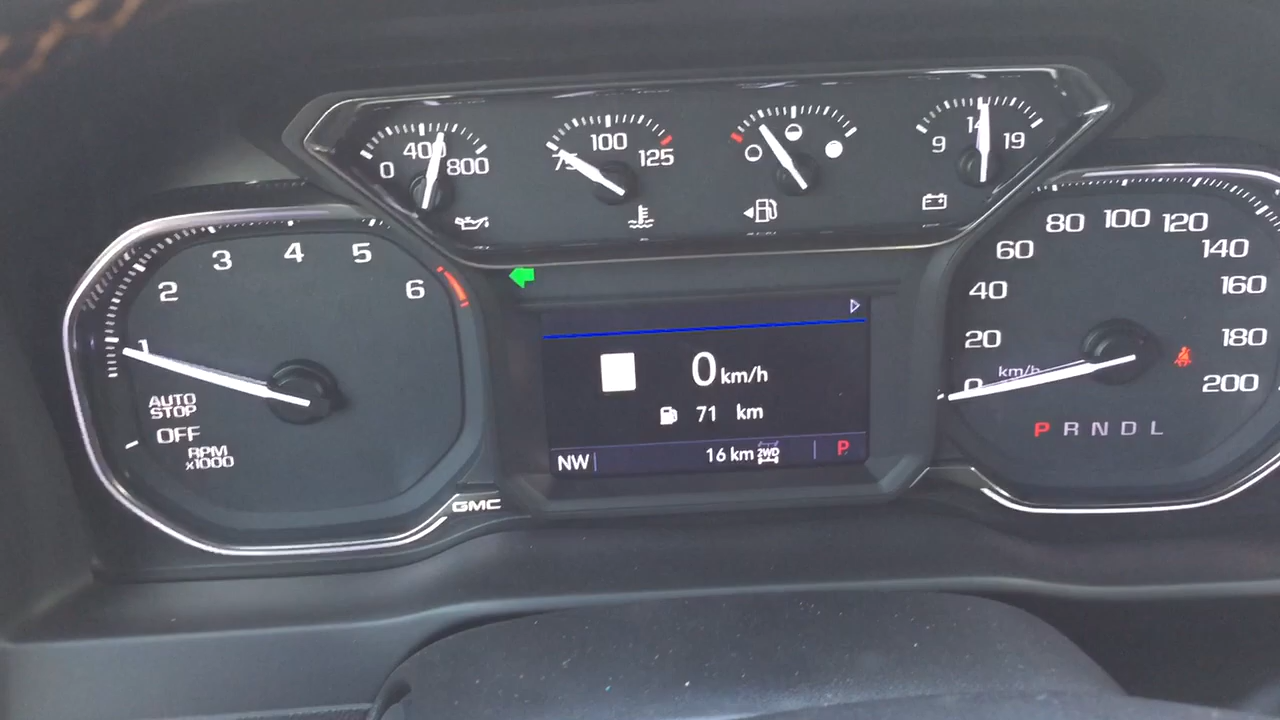 0 400 800
75 100 125
9 14 19
1 2 3 4 5 6
AUTO
STOP
OFF
RPM
x1000
GMC
0 km/h
71 km
NW 16 km 2WD P
0 20 40 60 80 100 120 140 160 180 200
km/h
P R N D L